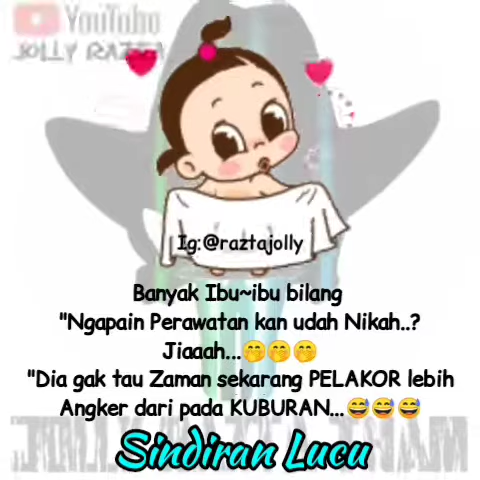 YouTube
JOLLY RAZTA
Ig:@raztajolly
Banyak Ibu~ibu bilang
"Ngapain Perawatan kan udah Nikah..?
Jiaaah...🤭🤭🤭
"Dia gak tau Zaman sekarang PELAKOR lebih
Angker dari pada KUBURAN...😅😅😅
Sindiran Lucu